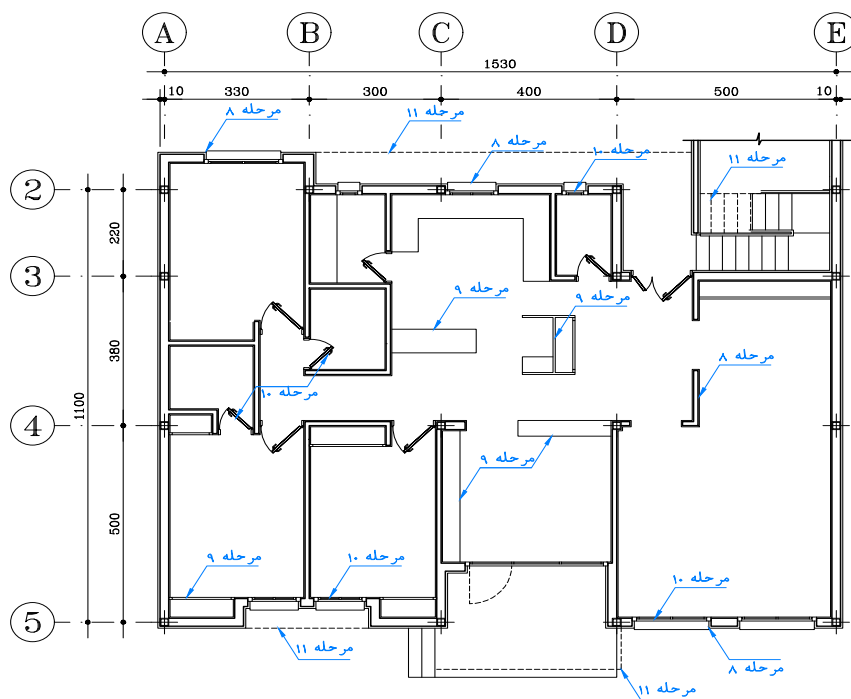 A B C D E
1530
10 330 300 400 500 10
مرحله ۸
مرحله ۱۱
مرحله ۸
مرحله ۱۰
مرحله ۱۱
2
220
3
مرحله ۹
مرحله ۹
380
مرحله ۸
مرحله ۱۰
1100
4
مرحله ۹
500
مرحله ۹
مرحله ۱۰
مرحله ۱۰
5
مرحله ۱۱
مرحله ۸
مرحله ۱۱